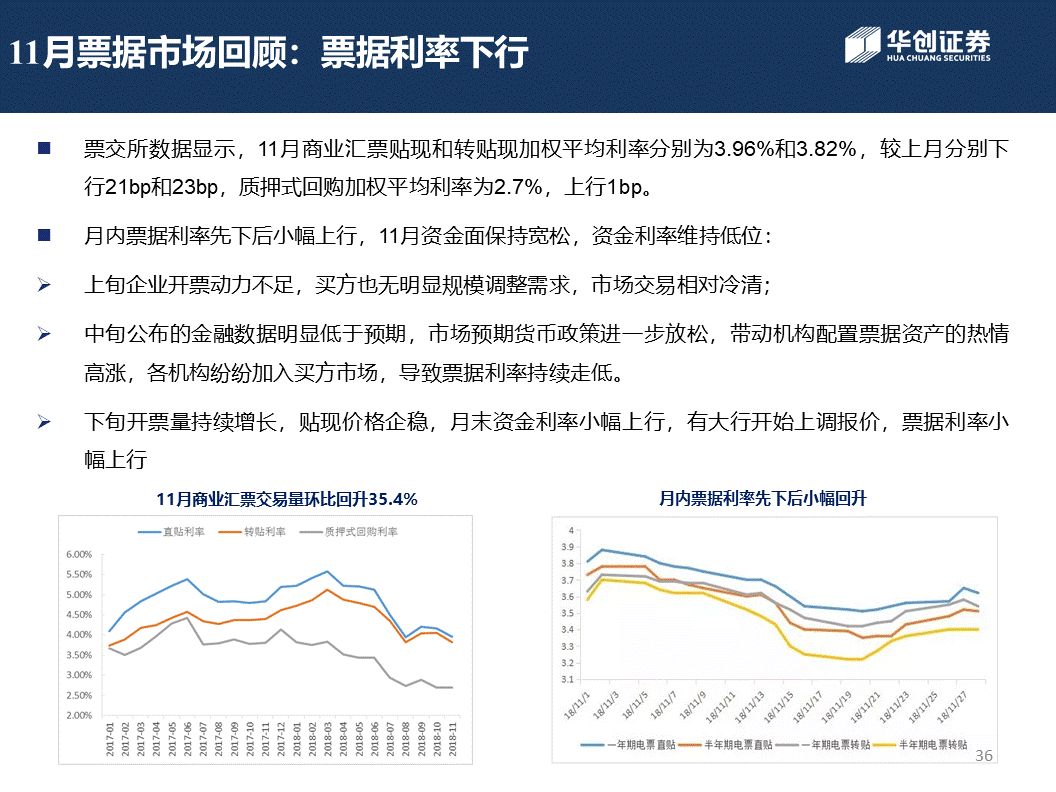 11月票据市场回顾：票据利率下行
华创证券
HUA CHUANG SECURITIES
■ 票交所数据显示，11月商业汇票贴现和转贴现加权平均利率分别为3.96%和3.82%，较上月分别下
行21bp和23bp，质押式回购加权平均利率为2.7%，上行1bp。
■ 月内票据利率先下后小幅上行，11月资金面保持宽松，资金利率维持低位：
➢ 上旬企业开票动力不足，买方也无明显规模调整需求，市场交易相对冷清；
➢ 中旬公布的金融数据明显低于预期，市场预期货币政策进一步放松，带动机构配置票据资产的热情
高涨，各机构纷纷加入买方市场，导致票据利率持续走低。
➢ 下旬开票量持续增长，贴现价格企稳，月末资金利率小幅上行，有大行开始上调报价，票据利率小
幅上行
11月商业汇票交易量环比回升35.4%
直贴利率 转贴利率 质押式回购利率
6.00%
5.50%
5.00%
4.50%
4.00%
3.50%
3.00%
2.50%
2.00%
2017-01 2017-02 2017-03 2017-04 2017-05 2017-06 2017-07 2017-08 2017-09 2017-10 2017-11 2017-12 2018-01 2018-02 2018-03 2018-04 2018-05 2018-06 2018-07 2018-08 2018-09 2018-10 2018-11
月内票据利率先下后小幅回升
4
3.9
3.8
3.7
3.6
3.5
3.4
3.3
3.2
3.1
18/11/1 18/11/3 18/11/5 18/11/7 18/11/9 18/11/11 18/11/13 18/11/15 18/11/17 18/11/19 18/11/21 18/11/23 18/11/25 18/11/27
一年期电票直贴 半年期电票直贴 一年期电票转贴 半年期电票转贴
36